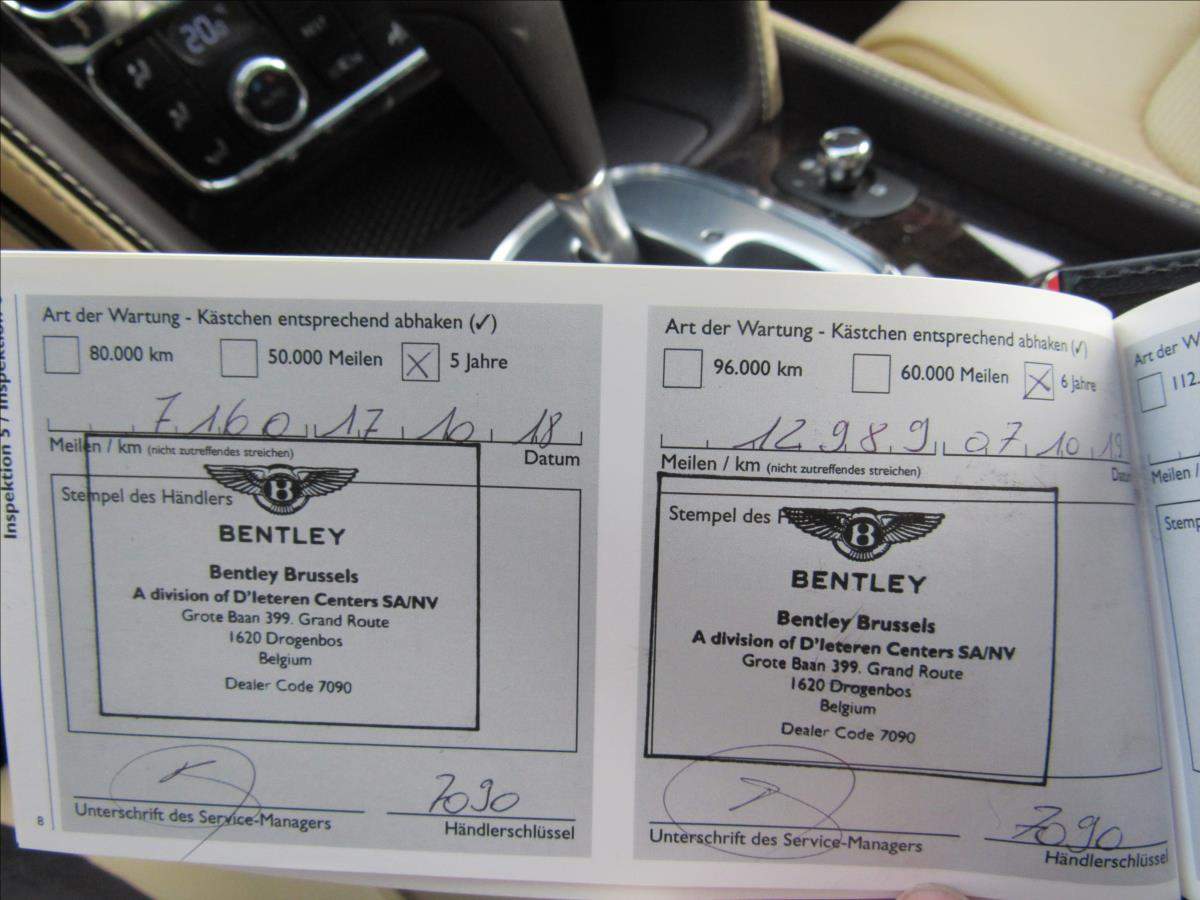 20.0
Inspektion 5 / Inspektion
Art der Wartung - Kästchen entsprechend abhaken (✓)
80.000 km 50.000 Meilen 5 Jahre
7160 17 10 18
Meilen / km (nicht zutreffendes streichen) Datum
Stempel des Händlers
B
BENTLEY
Bentley Brussels
A division of D'Ieteren Centers SA/NV
Grote Baan 399. Grand Route
1620 Drogenbos
Belgium
Dealer Code 7090
7090
Unterschrift des Service-Managers Händlerschlüssel
8
Art der Wartung - Kästchen entsprechend abhaken (✓)
96.000 km 60.000 Meilen 6 Jahre
12989 07 10 19
Meilen / km (nicht zutreffendes streichen) Datum
Stempel des H
B
BENTLEY
Bentley Brussels
A division of D'Ieteren Centers SA/NV
Grote Baan 399. Grand Route
1620 Drogenbos
Belgium
Dealer Code 7090
7090
Unterschrift des Service-Managers Händlerschlüssel
Art der W
112.
Meilen /
Stemp